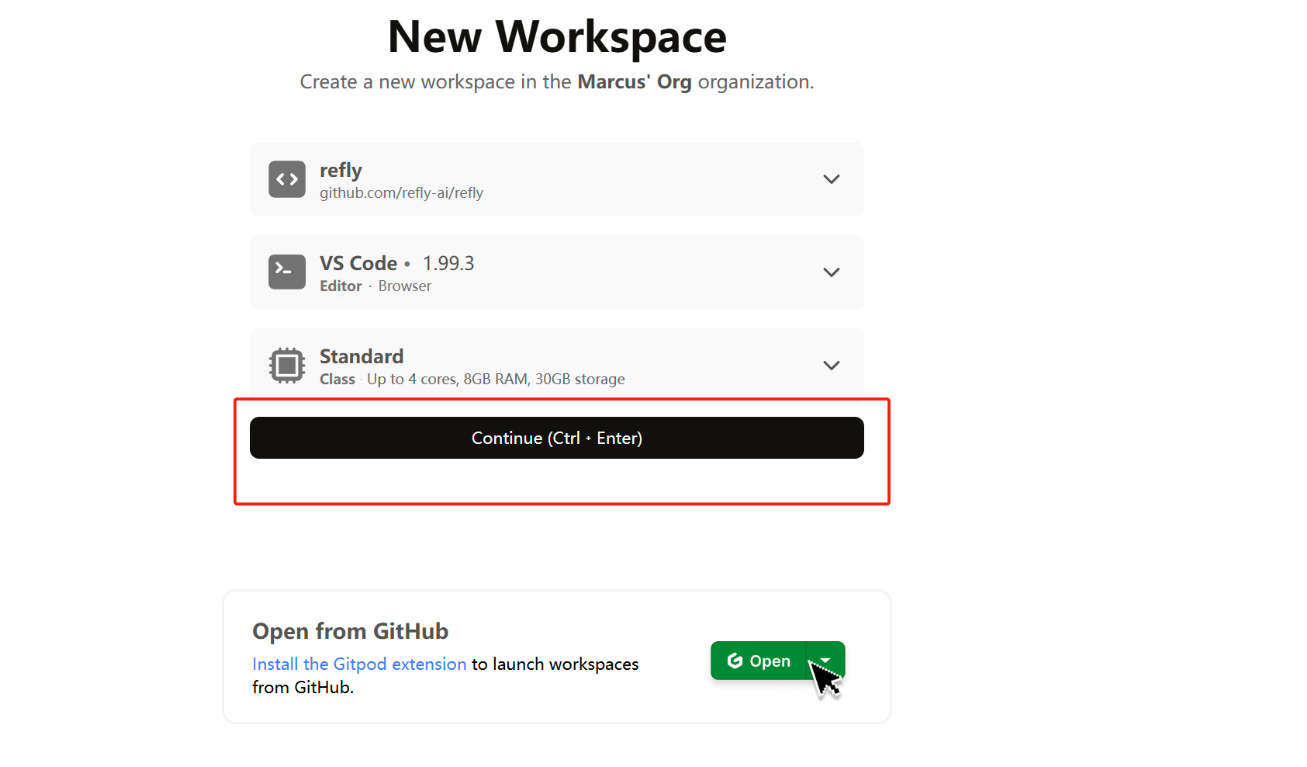 New Workspace
Create a new workspace in the Marcus' Org organization.
refly
github.com/refly-ai/refly
VS Code • 1.99.3
Editor · Browser
Standard
Class · Up to 4 cores, 8GB RAM, 30GB storage
Continue (Ctrl + Enter)
Open from GitHub
Install the Gitpod extension to launch workspaces
from GitHub.
Open